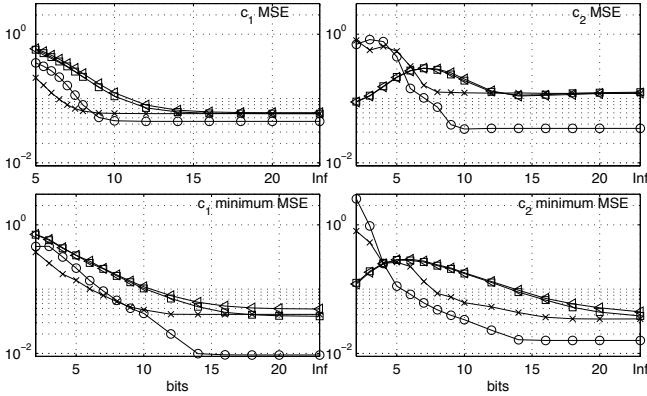 c1 MSE
c2 MSE
10^0
10^0
10^-2
10^-2
5 10 15 20 Inf
5 10 15 20 Inf
c1 minimum MSE
c2 minimum MSE
10^0
10^0
10^-2
10^-2
5 10 15 20 Inf
5 10 15 20 Inf
bits
bits